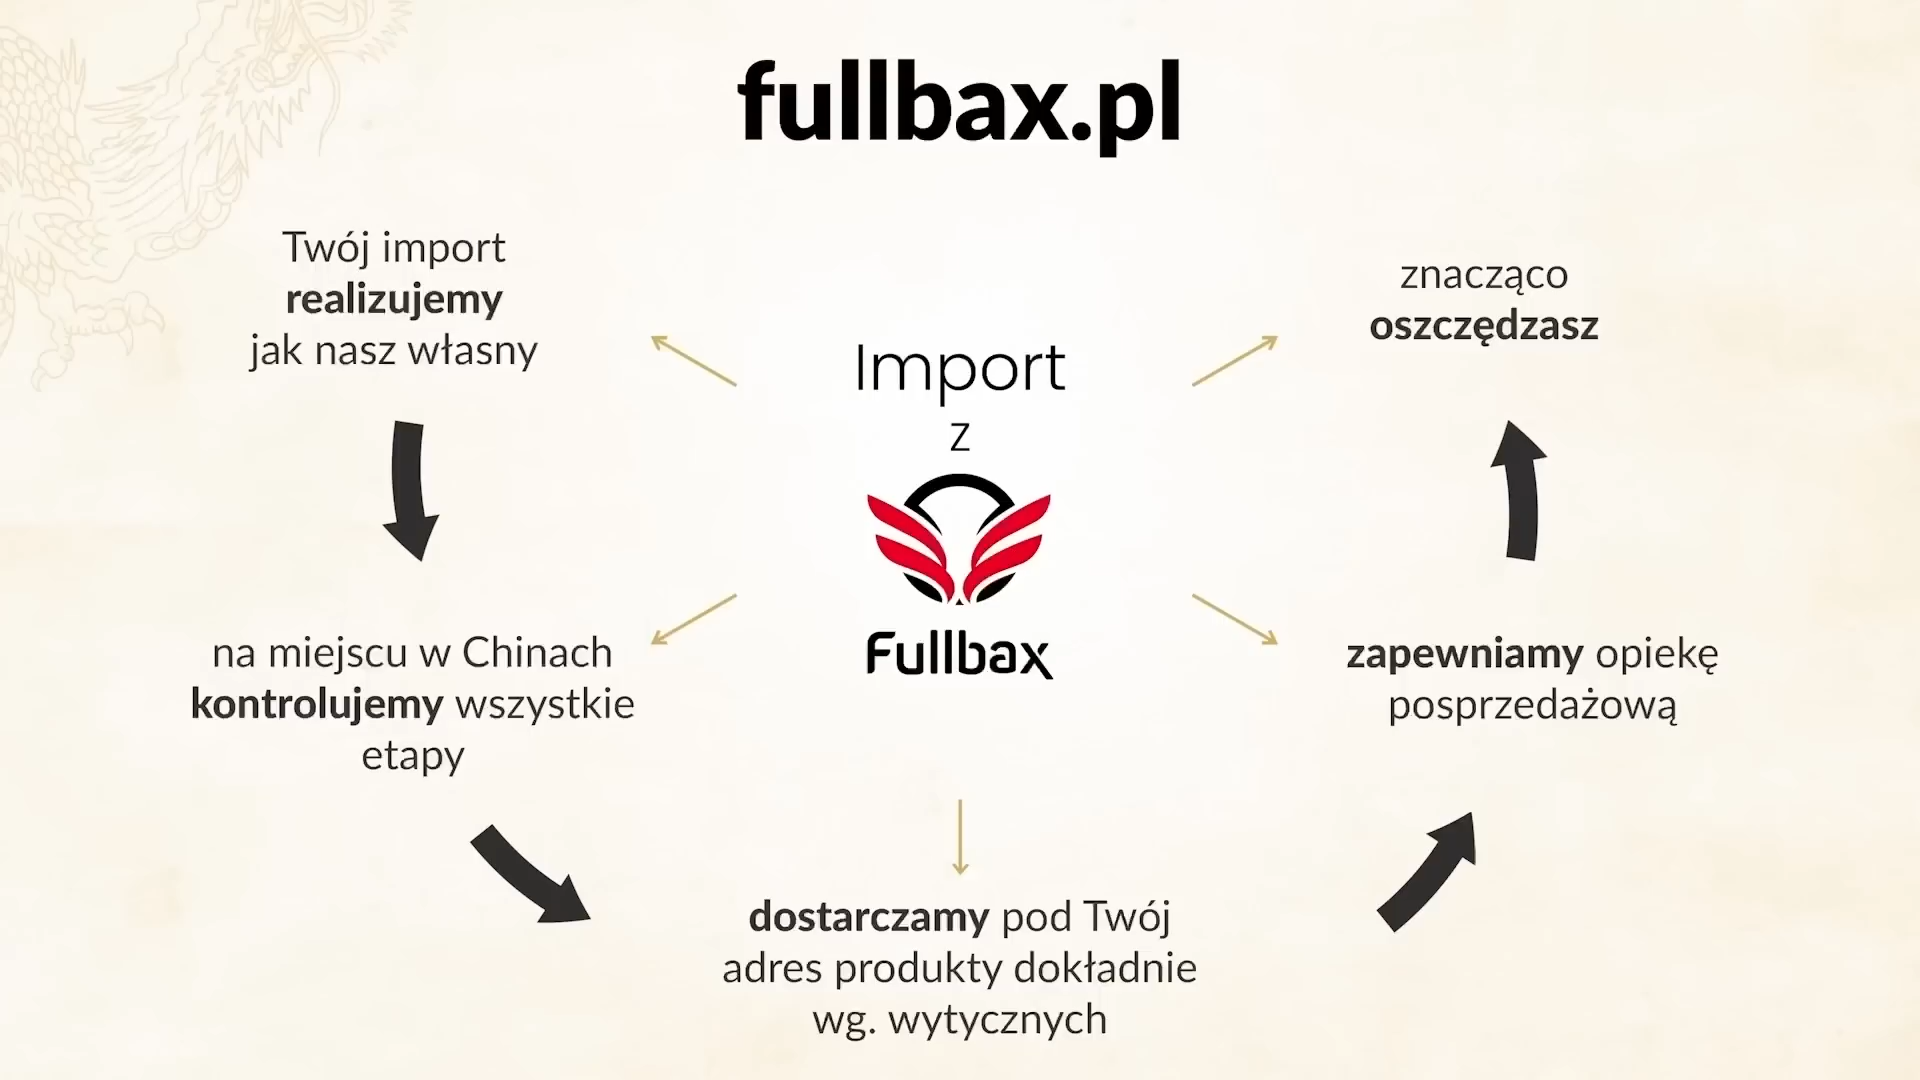 fullbax.pl
Twój import
realizujemy
jak nasz własny
na miejscu w Chinach
kontrolujemy wszystkie
etapy
dostarczamy pod Twój
adres produkty dokładnie
wg. wytycznych
zapewniamy opiekę
posprzedażową
znacząco
oszczędzasz
Import
z
Fullbax